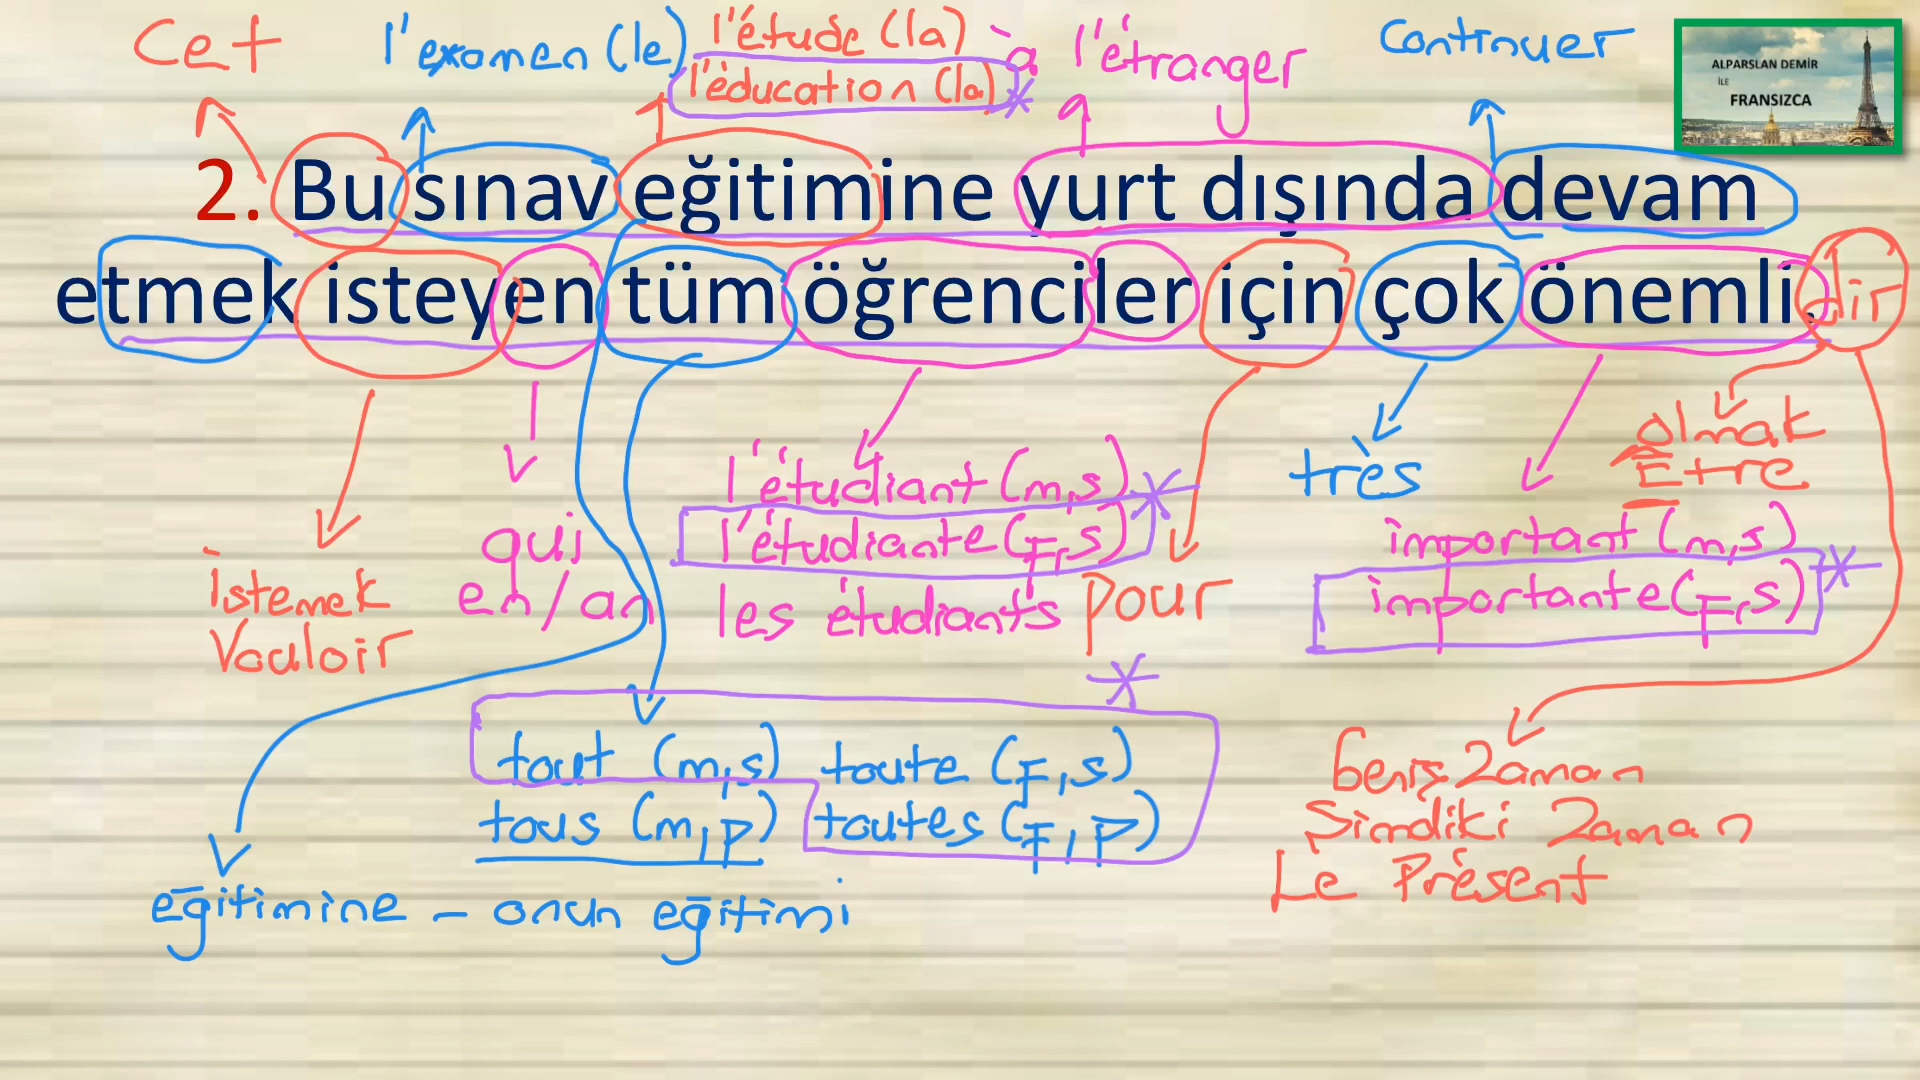 Cet l'examen (le) l'étude (la) à l'étranger Continuer
l'éducation (la) *
ALPARSLAN DEMİR
İLE
FRANSIZCA
2. Bu sınav eğitimine yurt dışında devam
etmek isteyen tüm öğrenciler için çok önemli. dir
olmak
Être
très
l'étudiant (m,s) *
l'étudiante (F,s)
les étudiants
qui
en/an
pour
important (m,s)
importante (F,s) *
İstemek
Vouloir
*
tout (m,s) toute (F,s)
tous (m,p) toutes (F,p)
Geniş Zaman
Şimdiki Zaman
Le Présent
eğitimine – onun eğitimi